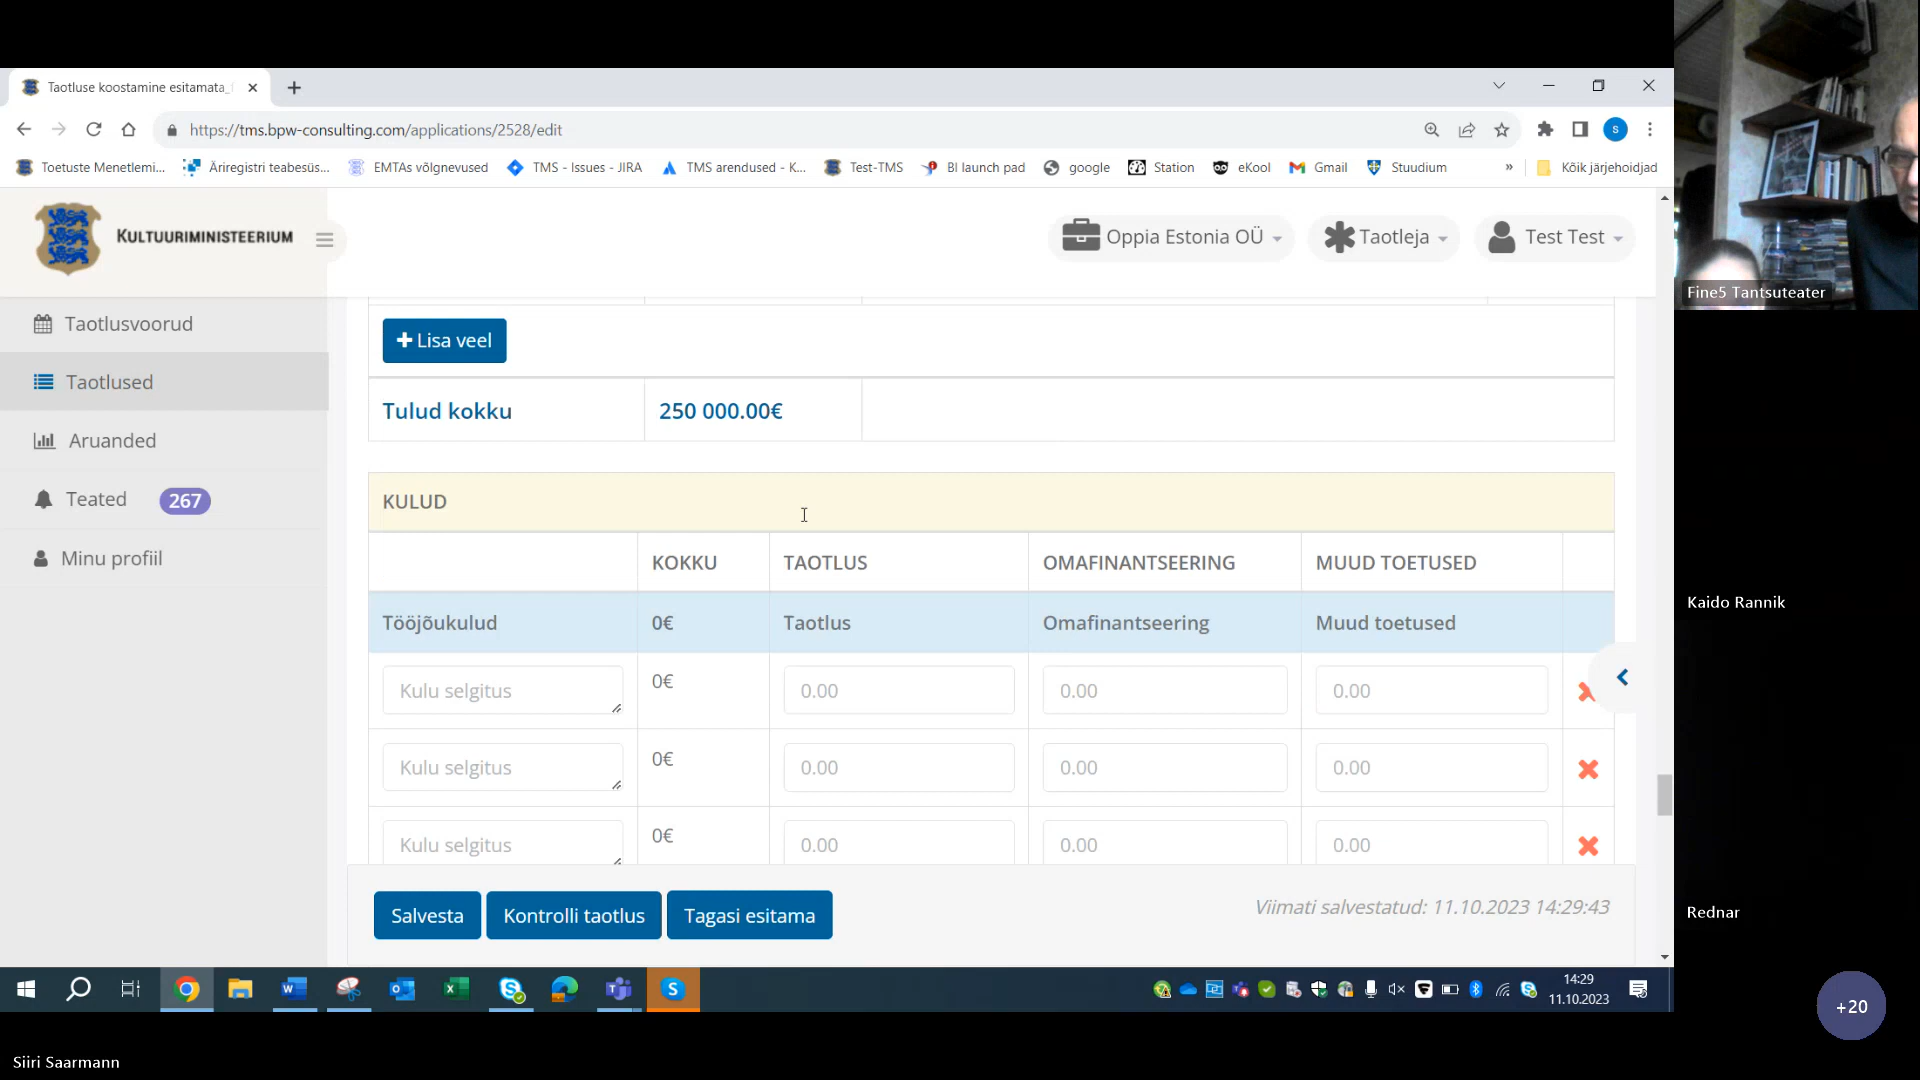 Taotluse koostamine esitamata_
https://tms.bpw-consulting.com/applications/2528/edit
S
Toetuste Menetlemi...
Äriregistri teabesüs...
EMTAs võlgnevused
TMS - Issues - JIRA
TMS arendused - K...
Test-TMS
BI launch pad
google
Station
eKool
Gmail
Stuudium
»
Kõik järjehoidjad
KULTUURIMINISTEERIUM
Oppia Estonia OÜ
Taotleja
Test Test
Fine5 Tantsuteater
Taotlusvoorud
Taotlused
Aruanded
Teated 267
Minu profiil
Lisa veel
Tulud kokku 250 000.00€
KULUD
KOKKU TAOTLUS OMAFINANTSEERING MUUD TOETUSED
Tööjõukulud 0€ Taotlus Omafinantseering Muud toetused
Kulu selgitus 0€ 0.00 0.00 0.00
Kulu selgitus 0€ 0.00 0.00 0.00
Kulu selgitus 0€ 0.00 0.00 0.00
Kaido Rannik
Salvesta
Kontrolli taotlus
Tagasi esitama
Viimati salvestatud: 11.10.2023 14:29:43
Rednar
14:29
11.10.2023
+20
Siiri Saarmann